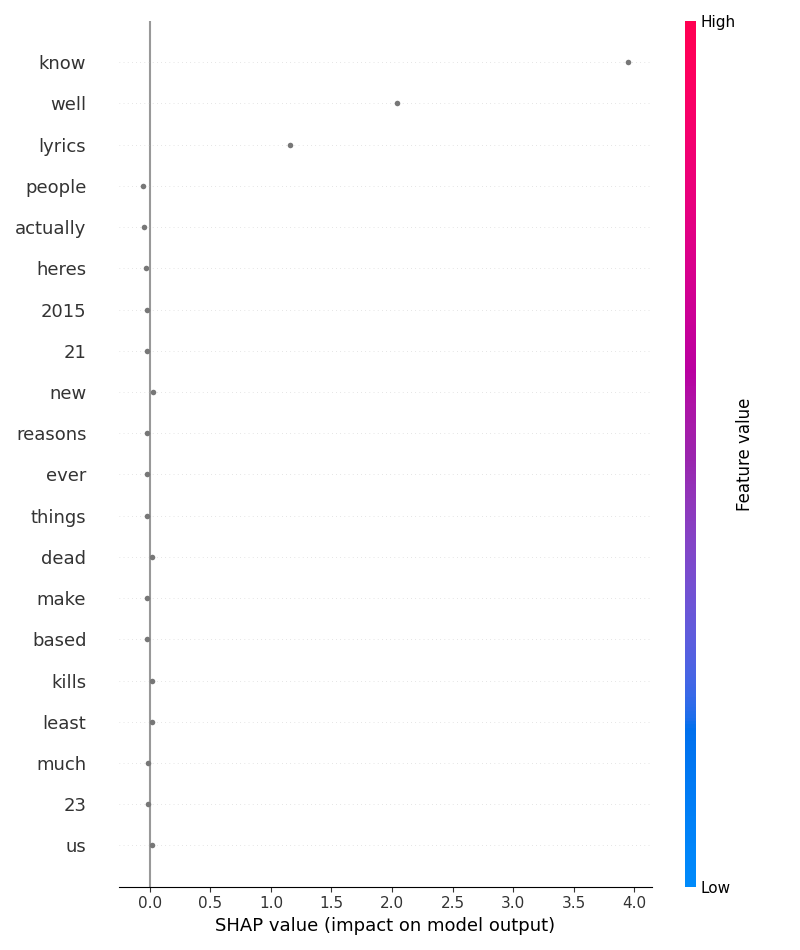 High
know
well
lyrics
people
actually
heres
2015
21
new
reasons
ever
things
dead
make
based
kills
least
much
23
us
Feature value
Low
0.0 0.5 1.0 1.5 2.0 2.5 3.0 3.5 4.0
SHAP value (impact on model output)